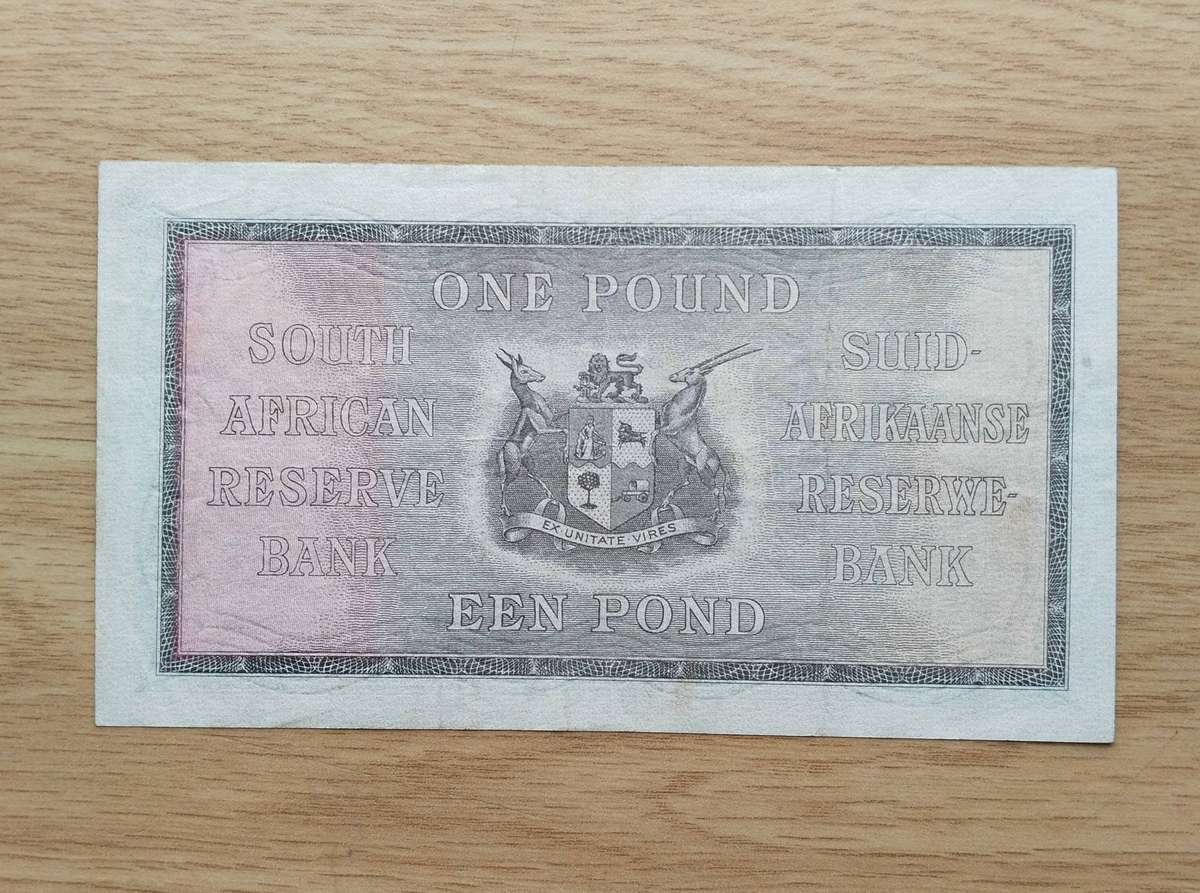 ONE POUND
SOUTH
AFRICAN
RESERVE
BANK
SUID-
AFRIKAANSE
RESERWE-
BANK
EX·UNITATE·VIRES
EEN POND